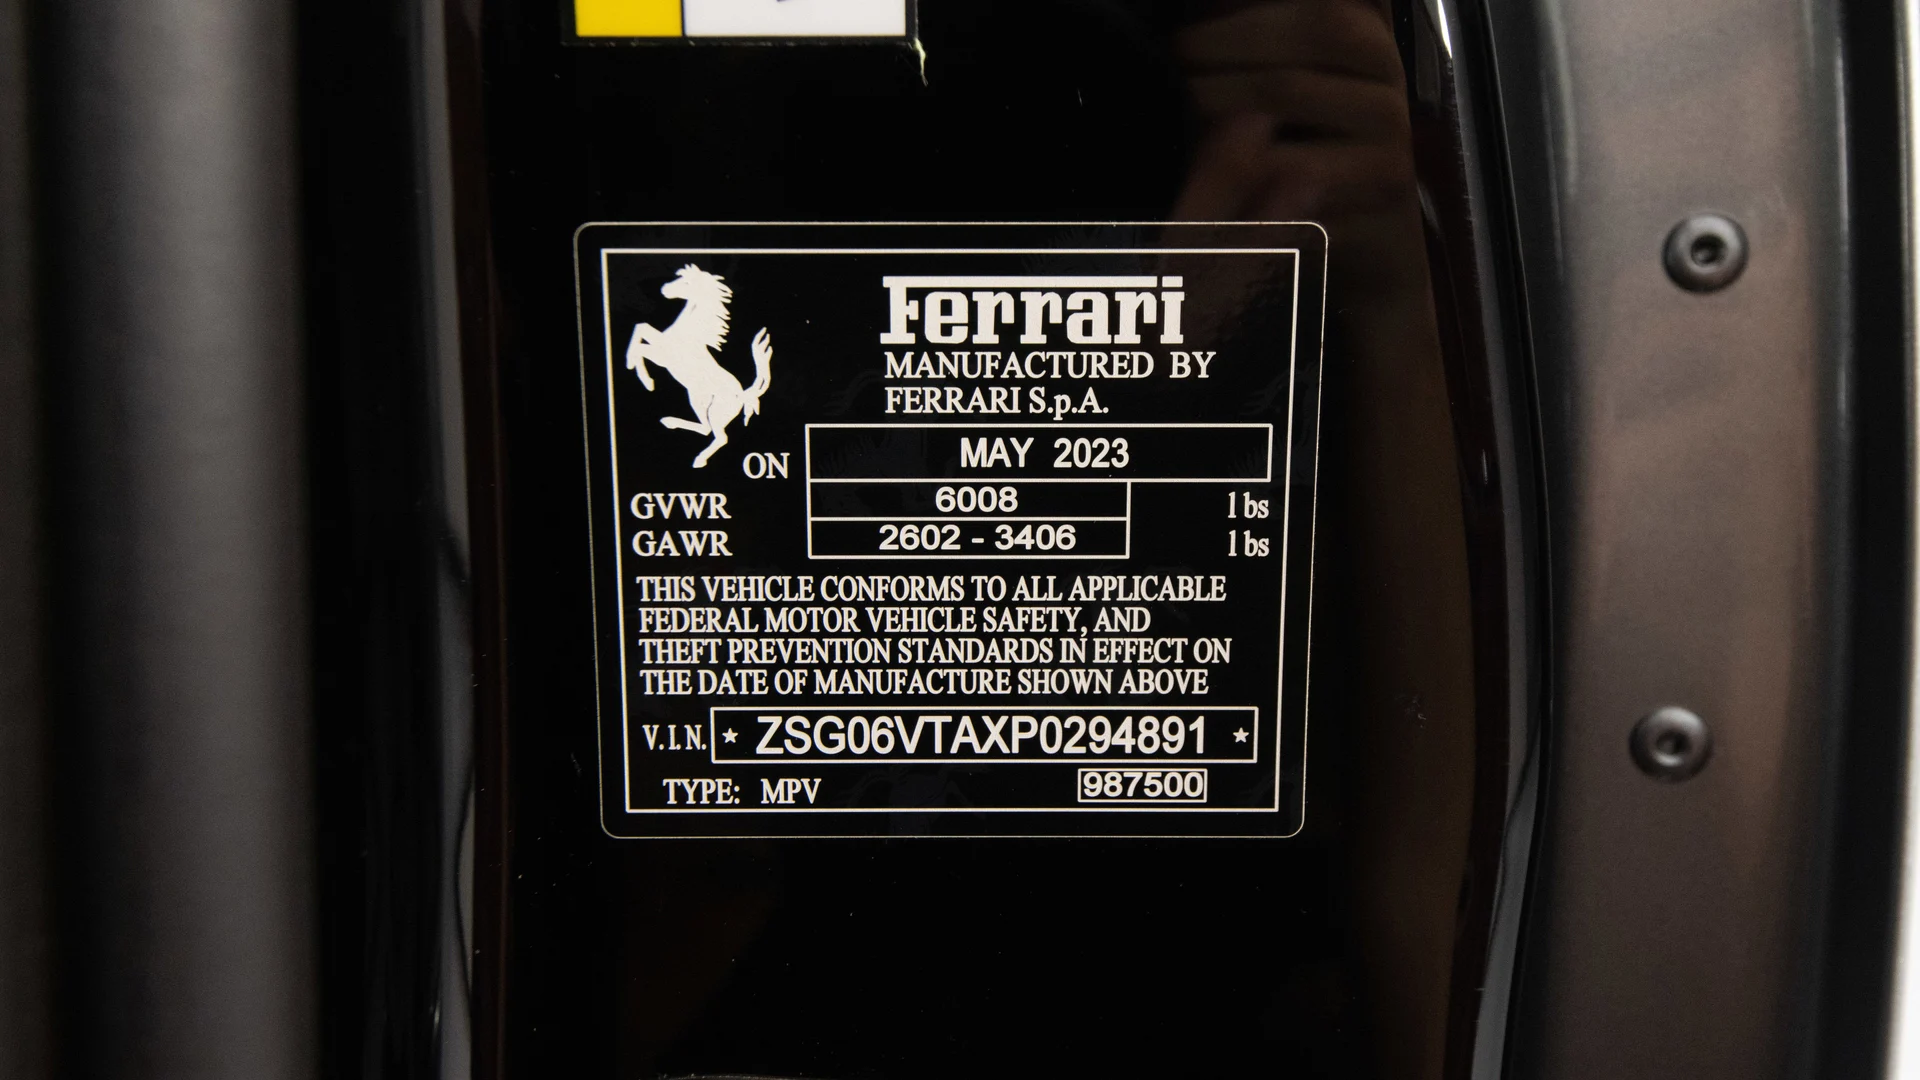 Ferrari
MANUFACTURED BY
FERRARI S.p.A.
ON MAY 2023
GVWR 6008 lbs
GAWR 2602 - 3406 lbs
THIS VEHICLE CONFORMS TO ALL APPLICABLE
FEDERAL MOTOR VEHICLE SAFETY, AND
THEFT PREVENTION STANDARDS IN EFFECT ON
THE DATE OF MANUFACTURE SHOWN ABOVE
V.I.N. ★ ZSG06VTAXP0294891 ★
TYPE: MPV 987500